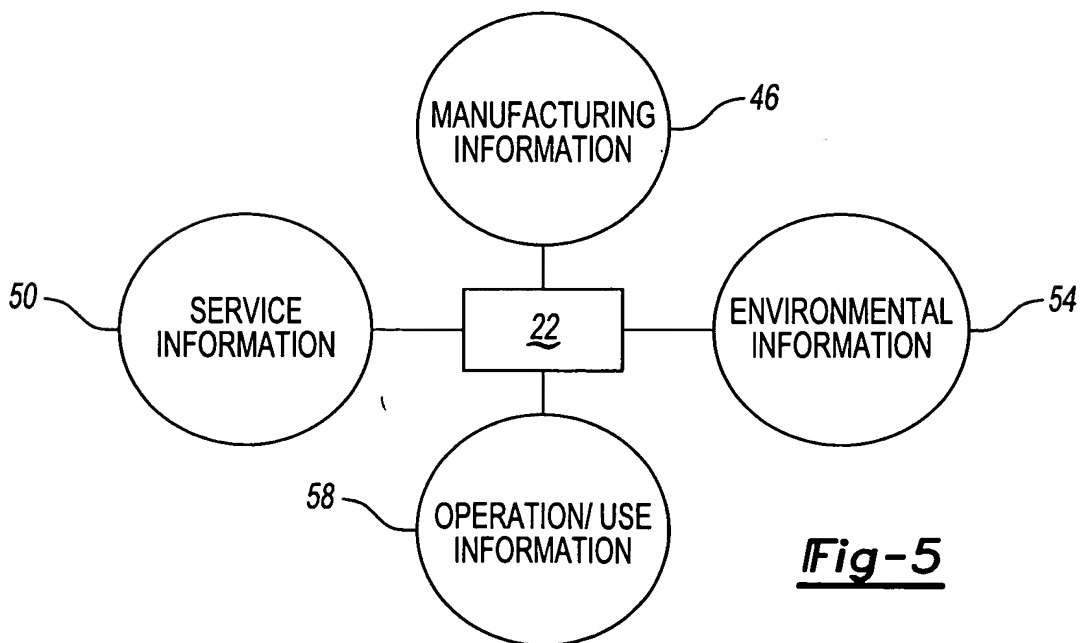 MANUFACTURING
INFORMATION
46
50
SERVICE
INFORMATION
22
ENVIRONMENTAL
INFORMATION
54
58
OPERATION/ USE
INFORMATION
Fig-5